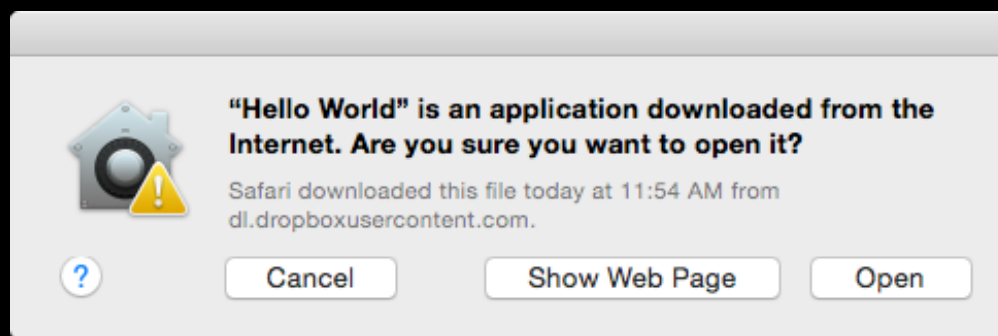 “Hello World” is an application downloaded from the
Internet. Are you sure you want to open it?
Safari downloaded this file today at 11:54 AM from
dl.dropboxusercontent.com.
? Cancel Show Web Page Open